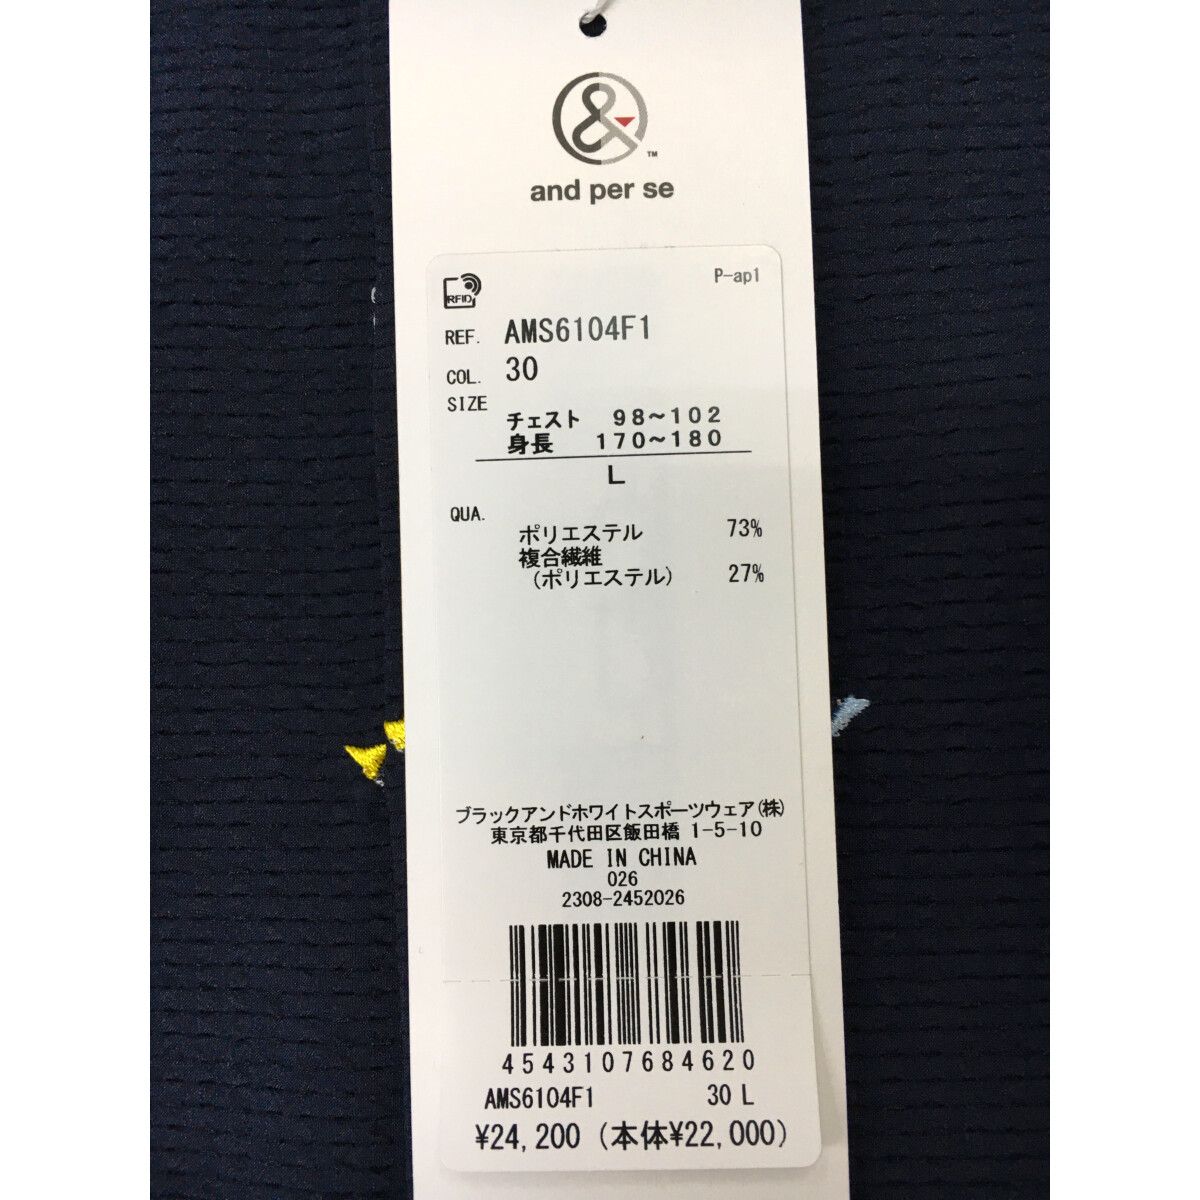 &
TM
and per se
RFID
P-ap1
REF. AMS6104F1
COL. 30
SIZE
チェスト 98~102
身長 170~180
L
QUA.
ポリエステル 73%
複合繊維
(ポリエステル) 27%
ブラックアンドホワイトスポーツウェア(株)
東京都千代田区飯田橋 1-5-10
MADE IN CHINA
026
2308-2452026
4543107684620
AMS6104F1 30 L
¥24,200 (本体¥22,000)